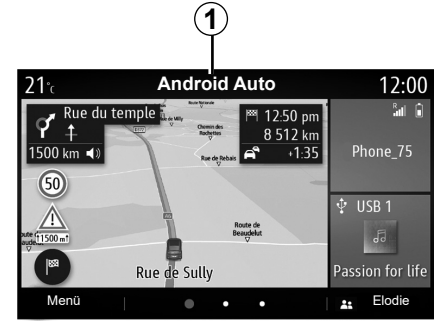 1
21°C
Android Auto
12:00
Rue du temple
1500 km
12:50 pm
8 512 km
+1:35
Route Nationale
Chemin des Rochettes
Rue de Rebais
50
1500 m
Route de Beaudelut
Rue de Sully
R
Phone_75
USB 1
Passion for life
Menü
Elodie